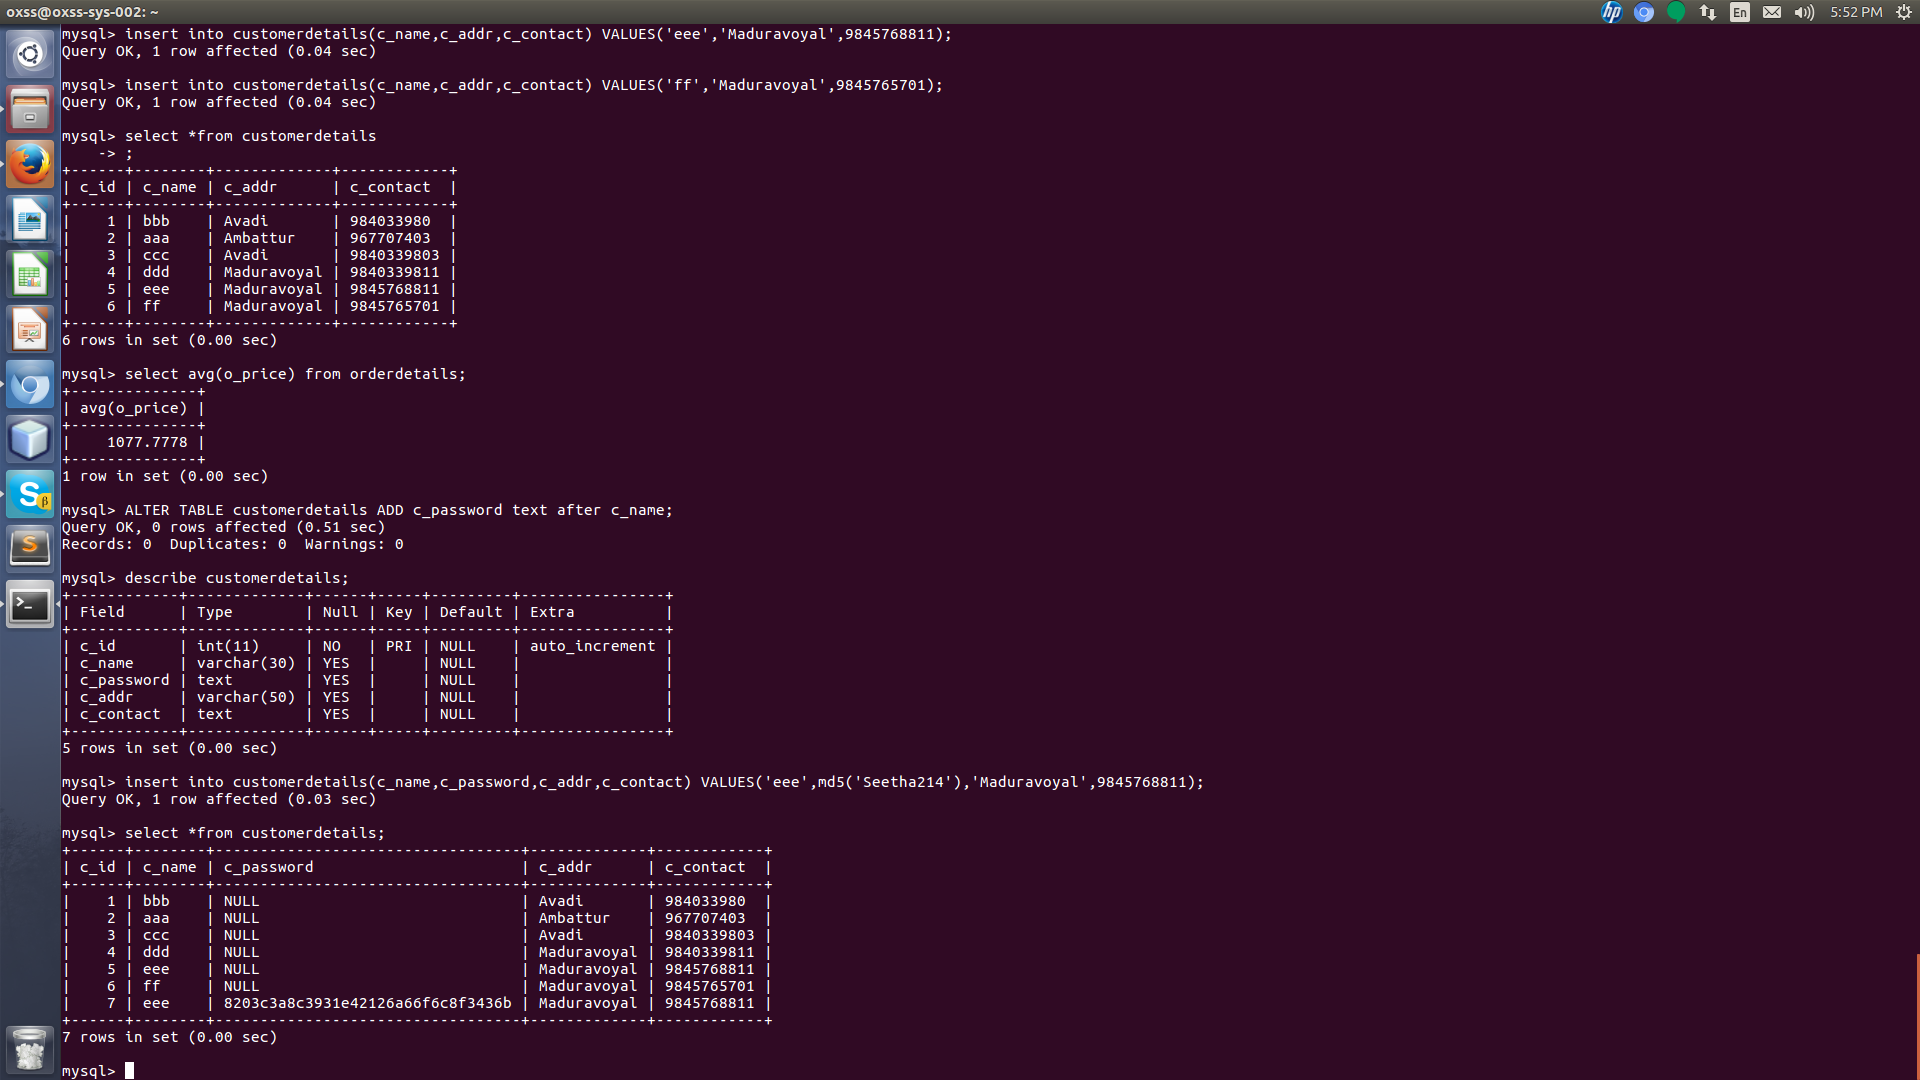 oxss@oxss-sys-002: ~
hp
En
5:52 PM
mysql> insert into customerdetails(c_name,c_addr,c_contact) VALUES('eee','Maduravoyal',9845768811);
Query OK, 1 row affected (0.04 sec)
mysql> insert into customerdetails(c_name,c_addr,c_contact) VALUES('ff','Maduravoyal',9845765701);
Query OK, 1 row affected (0.04 sec)
mysql> select *from customerdetails
    -> ;
+------+--------+-------------+------------+
| c_id | c_name | c_addr      | c_contact  |
+------+--------+-------------+------------+
|    1 | bbb    | Avadi       | 984033980  |
|    2 | aaa    | Ambattur    | 967707403  |
|    3 | ccc    | Avadi       | 9840339803 |
|    4 | ddd    | Maduravoyal | 9840339811 |
|    5 | eee    | Maduravoyal | 9845768811 |
|    6 | ff     | Maduravoyal | 9845765701 |
+------+--------+-------------+------------+
6 rows in set (0.00 sec)
mysql> select avg(o_price) from orderdetails;
+--------------+
| avg(o_price) |
+--------------+
|    1077.7778 |
+--------------+
1 row in set (0.00 sec)
mysql> ALTER TABLE customerdetails ADD c_password text after c_name;
Query OK, 0 rows affected (0.51 sec)
Records: 0  Duplicates: 0  Warnings: 0
mysql> describe customerdetails;
+------------+-------------+------+-----+---------+----------------+
| Field      | Type        | Null | Key | Default | Extra          |
+------------+-------------+------+-----+---------+----------------+
| c_id       | int(11)     | NO   | PRI | NULL    | auto_increment |
| c_name     | varchar(30) | YES  |     | NULL    |                |
| c_password | text        | YES  |     | NULL    |                |
| c_addr     | varchar(50) | YES  |     | NULL    |                |
| c_contact  | text        | YES  |     | NULL    |                |
+------------+-------------+------+-----+---------+----------------+
5 rows in set (0.00 sec)
mysql> insert into customerdetails(c_name,c_password,c_addr,c_contact) VALUES('eee',md5('Seetha214'),'Maduravoyal',9845768811);
Query OK, 1 row affected (0.03 sec)
mysql> select *from customerdetails;
+------+--------+----------------------------------+-------------+------------+
| c_id | c_name | c_password                       | c_addr      | c_contact  |
+------+--------+----------------------------------+-------------+------------+
|    1 | bbb    | NULL                             | Avadi       | 984033980  |
|    2 | aaa    | NULL                             | Ambattur    | 967707403  |
|    3 | ccc    | NULL                             | Avadi       | 9840339803 |
|    4 | ddd    | NULL                             | Maduravoyal | 9840339811 |
|    5 | eee    | NULL                             | Maduravoyal | 9845768811 |
|    6 | ff     | NULL                             | Maduravoyal | 9845765701 |
|    7 | eee    | 8203c3a8c3931e42126a66f6c8f3436b | Maduravoyal | 9845768811 |
+------+--------+----------------------------------+-------------+------------+
7 rows in set (0.00 sec)
mysql>